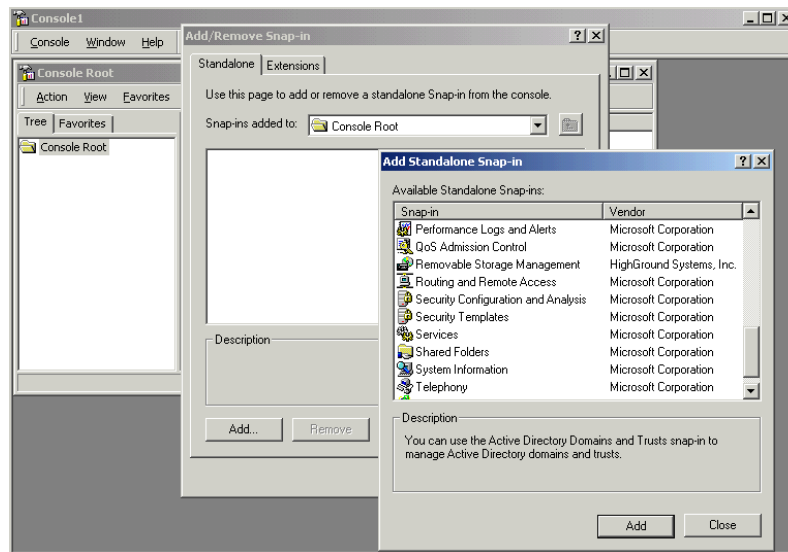 Console1
Console Window Help
Console Root
Action View Favorites
Tree Favorites
Console Root
Add/Remove Snap-in
Standalone Extensions
Use this page to add or remove a standalone Snap-in from the console.
Snap-ins added to: Console Root
Description
Add... Remove
Add Standalone Snap-in
Available Standalone Snap-ins:
Snap-in Vendor
Performance Logs and Alerts Microsoft Corporation
QoS Admission Control Microsoft Corporation
Removable Storage Management HighGround Systems, Inc.
Routing and Remote Access Microsoft Corporation
Security Configuration and Analysis Microsoft Corporation
Security Templates Microsoft Corporation
Services Microsoft Corporation
Shared Folders Microsoft Corporation
System Information Microsoft Corporation
Telephony Microsoft Corporation
Description
You can use the Active Directory Domains and Trusts snap-in to
manage Active Directory domains and trusts.
Add Close